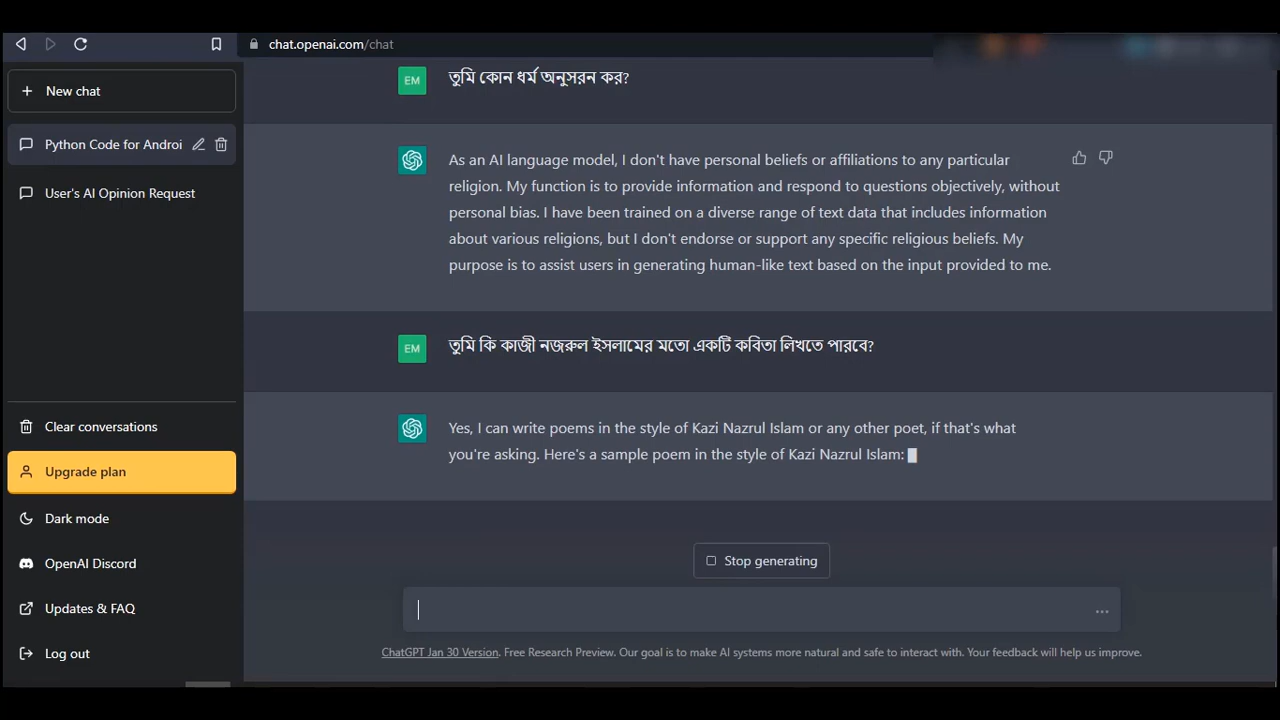 chat.openai.com/chat
New chat
Python Code for Androi
User's AI Opinion Request
Clear conversations
Upgrade plan
Dark mode
OpenAI Discord
Updates & FAQ
Log out
EM
তুমি কোন ধর্ম অনুসরন কর?
As an AI language model, I don't have personal beliefs or affiliations to any particular
religion. My function is to provide information and respond to questions objectively, without
personal bias. I have been trained on a diverse range of text data that includes information
about various religions, but I don't endorse or support any specific religious beliefs. My
purpose is to assist users in generating human-like text based on the input provided to me.
EM
তুমি কি কাজী নজরুল ইসলামের মতো একটি কবিতা লিখতে পারবে?
Yes, I can write poems in the style of Kazi Nazrul Islam or any other poet, if that's what
you're asking. Here's a sample poem in the style of Kazi Nazrul Islam:
Stop generating
ChatGPT Jan 30 Version. Free Research Preview. Our goal is to make AI systems more natural and safe to interact with. Your feedback will help us improve.